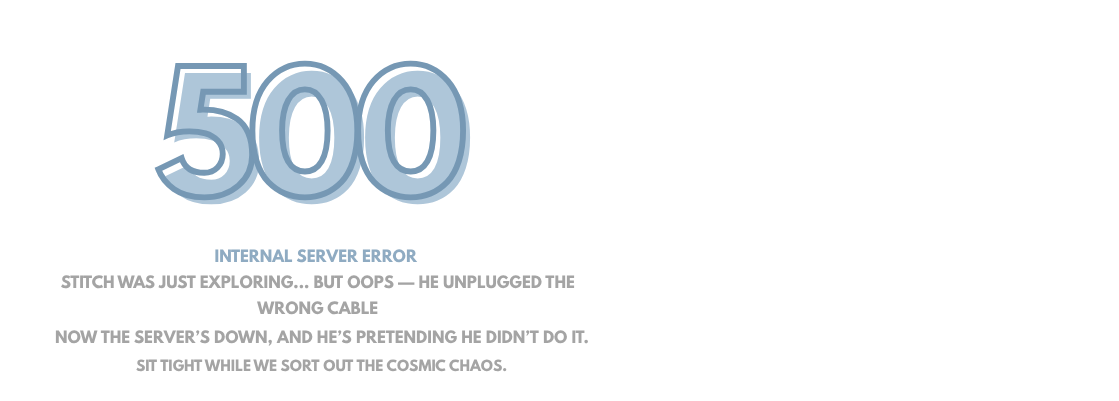 500
INTERNAL SERVER ERROR
STITCH WAS JUST EXPLORING... BUT OOPS — HE UNPLUGGED THE
WRONG CABLE
NOW THE SERVER’S DOWN, AND HE’S PRETENDING HE DIDN’T DO IT.
SIT TIGHT WHILE WE SORT OUT THE COSMIC CHAOS.